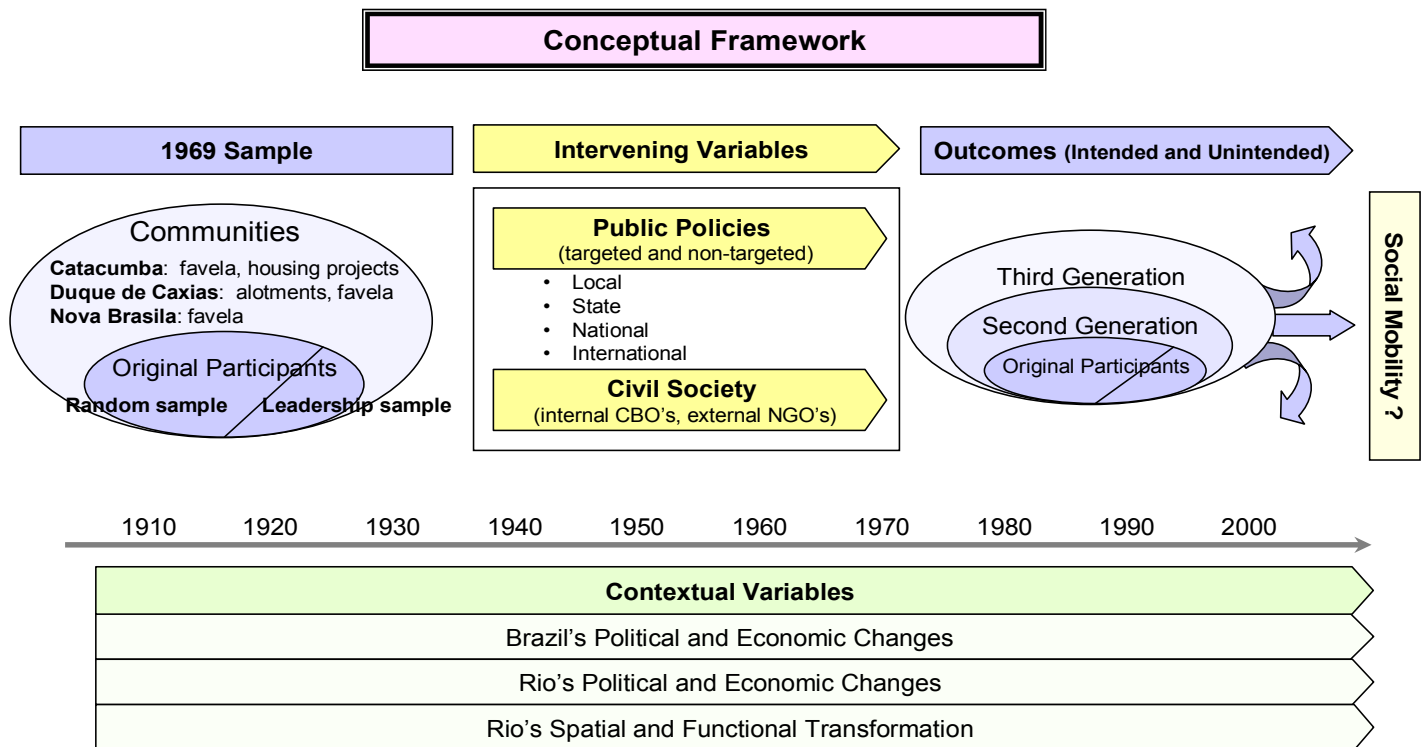 Conceptual Framework
1969 Sample
Intervening Variables
Outcomes (Intended and Unintended)
Communities
Catacumba: favela, housing projects
Duque de Caxias: alotments, favela
Nova Brasila: favela
Original Participants
Random sample
Leadership sample
Public Policies
(targeted and non-targeted)
• Local
• State
• National
• International
Civil Society
(internal CBO's, external NGO's)
Third Generation
Second Generation
Original Participants
Social Mobility ?
1910 1920 1930 1940 1950 1960 1970 1980 1990 2000
Contextual Variables
Brazil's Political and Economic Changes
Rio's Political and Economic Changes
Rio's Spatial and Functional Transformation